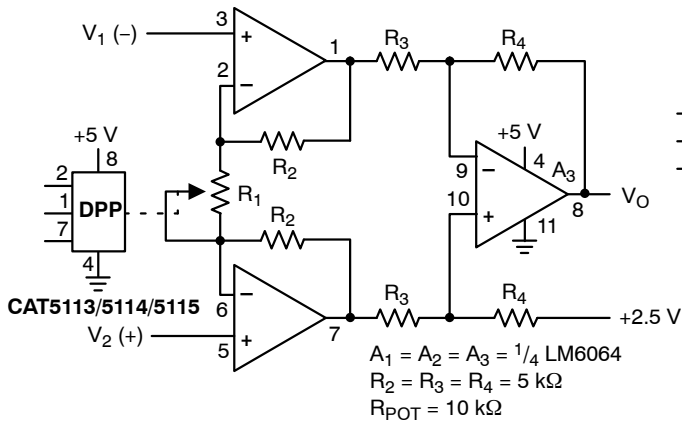 V1 (–)
3
+
2
–
1
R3
R4
R2
+5 V
8
2
1
7
DPP
4
R1
+5 V
4
A3
9
–
10
+
11
8
VO
R2
CAT5113/5114/5115
–
6
V2 (+)
5
+
7
R3
R4
+2.5 V
A1 = A2 = A3 = 1/4 LM6064
R2 = R3 = R4 = 5 kΩ
RPOT = 10 kΩ